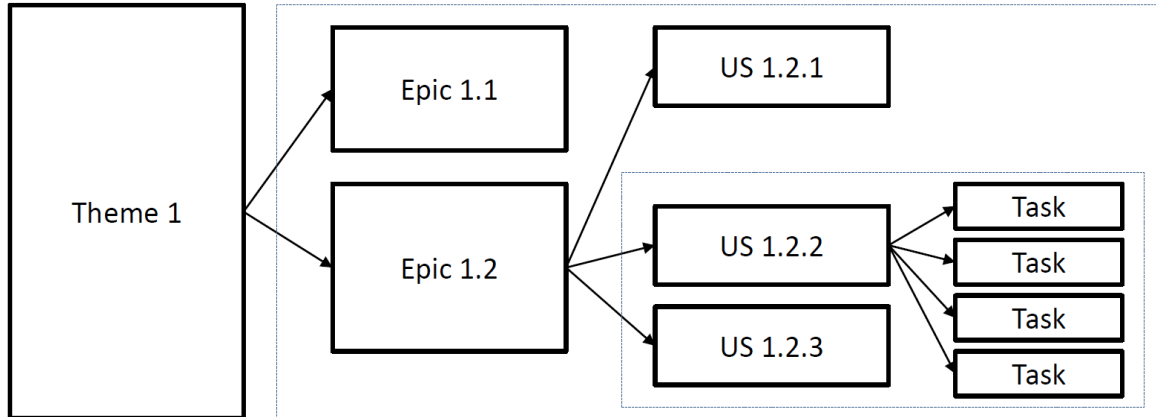 Theme 1
Epic 1.1
Epic 1.2
US 1.2.1
US 1.2.2
US 1.2.3
Task
Task
Task
Task